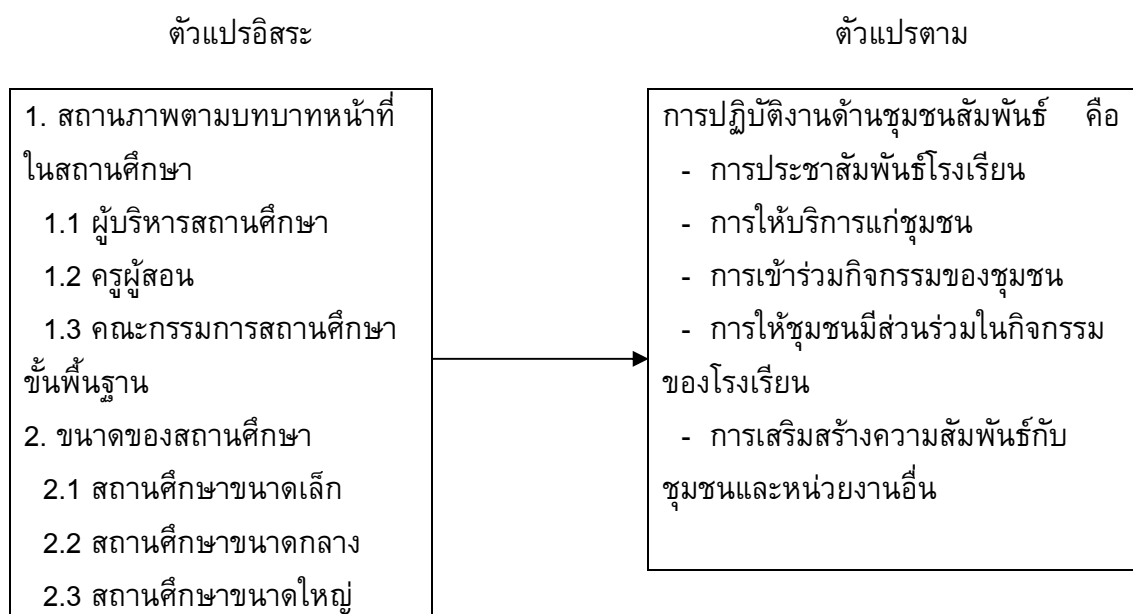 ตัวแปรอิสระ
ตัวแปรตาม
1. สถานภาพตามบทบาทหน้าที่
ในสถานศึกษา
1.1 ผู้บริหารสถานศึกษา
1.2 ครูผู้สอน
1.3 คณะกรรมการสถานศึกษา
ขั้นพื้นฐาน
2. ขนาดของสถานศึกษา
2.1 สถานศึกษาขนาดเล็ก
2.2 สถานศึกษาขนาดกลาง
2.3 สถานศึกษาขนาดใหญ่
การปฏิบัติงานด้านชุมชนสัมพันธ์ คือ
- การประชาสัมพันธ์โรงเรียน
- การให้บริการแก่ชุมชน
- การเข้าร่วมกิจกรรมของชุมชน
- การให้ชุมชนมีส่วนร่วมในกิจกรรม
ของโรงเรียน
- การเสริมสร้างความสัมพันธ์กับ
ชุมชนและหน่วยงานอื่น